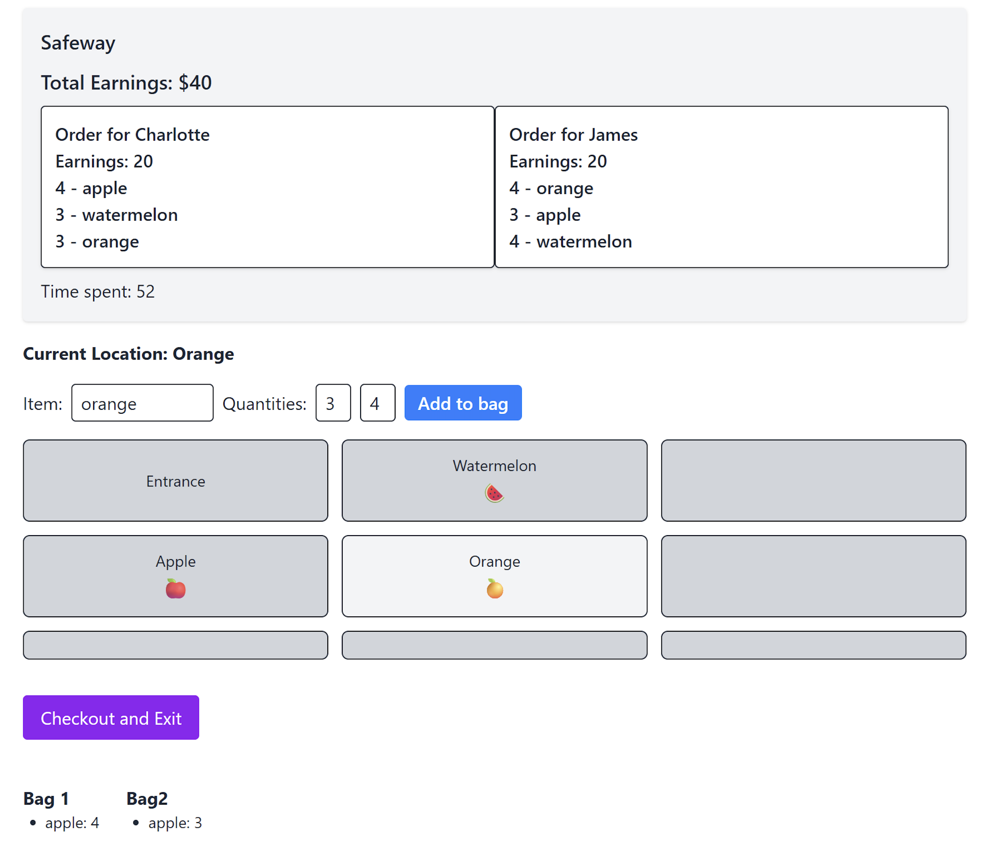 Safeway
Total Earnings: $40
Order for Charlotte
Earnings: 20
4 - apple
3 - watermelon
3 - orange
Order for James
Earnings: 20
4 - orange
3 - apple
4 - watermelon
Time spent: 52
Current Location: Orange
Item: orange Quantities: 3 4 Add to bag
Entrance
Watermelon
Apple
Orange
Checkout and Exit
Bag 1
• apple: 4
Bag2
• apple: 3